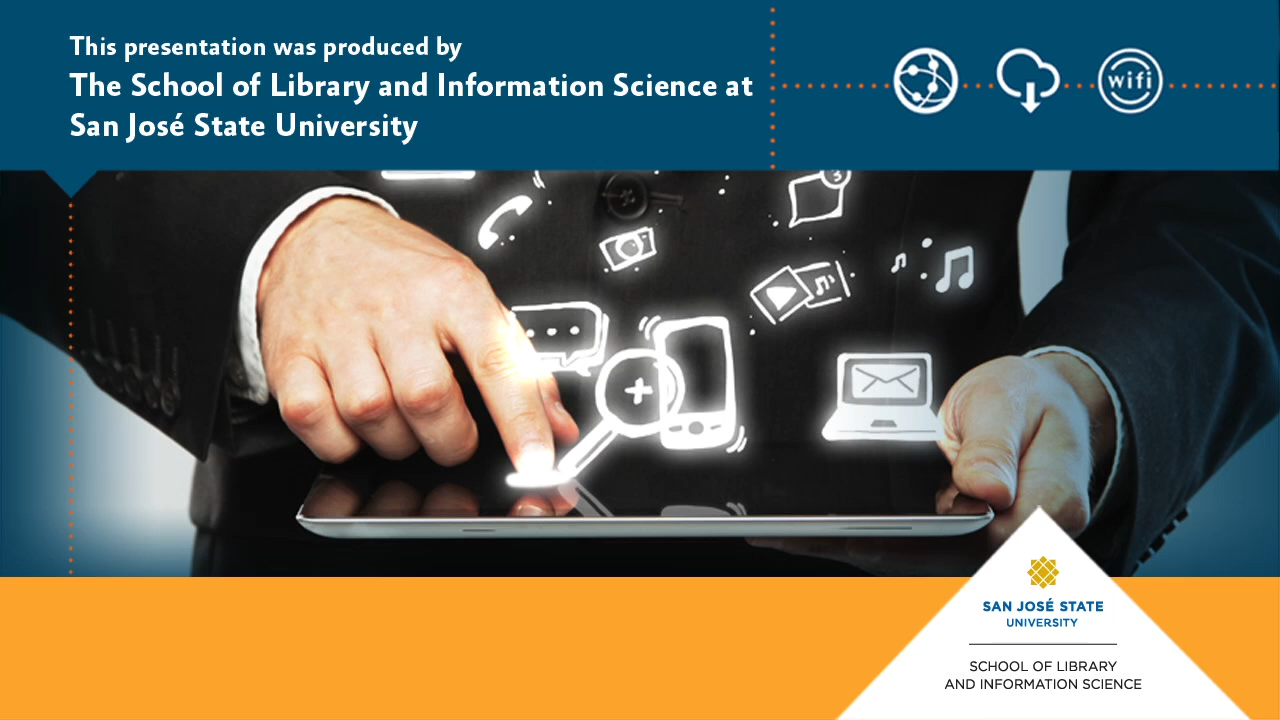 This presentation was produced by
The School of Library and Information Science at
San José State University
wifi
3
SAN JOSÉ STATE
UNIVERSITY
SCHOOL OF LIBRARY
AND INFORMATION SCIENCE